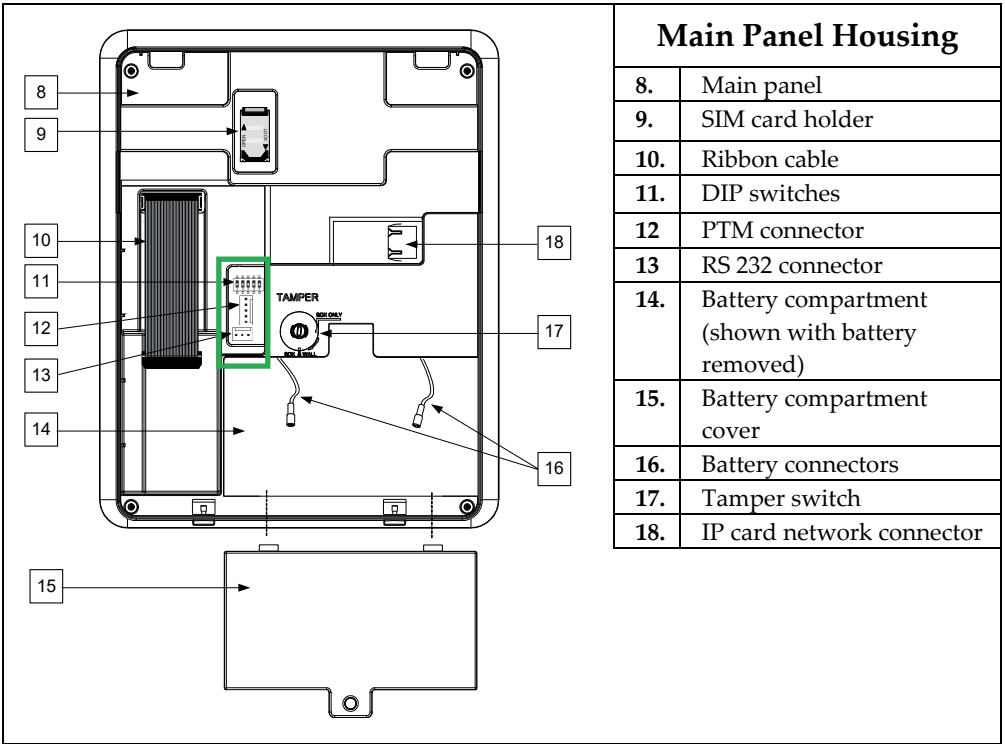 Main Panel Housing
8. Main panel
9. SIM card holder
10. Ribbon cable
11. DIP switches
12 PTM connector
13 RS 232 connector
14. Battery compartment
(shown with battery
removed)
15. Battery compartment
cover
16. Battery connectors
17. Tamper switch
18. IP card network connector
8
9
OPEN
LOCK
10
18
11
TAMPER
BOX ONLY
12
17
BOX & WALL
13
14
16
15